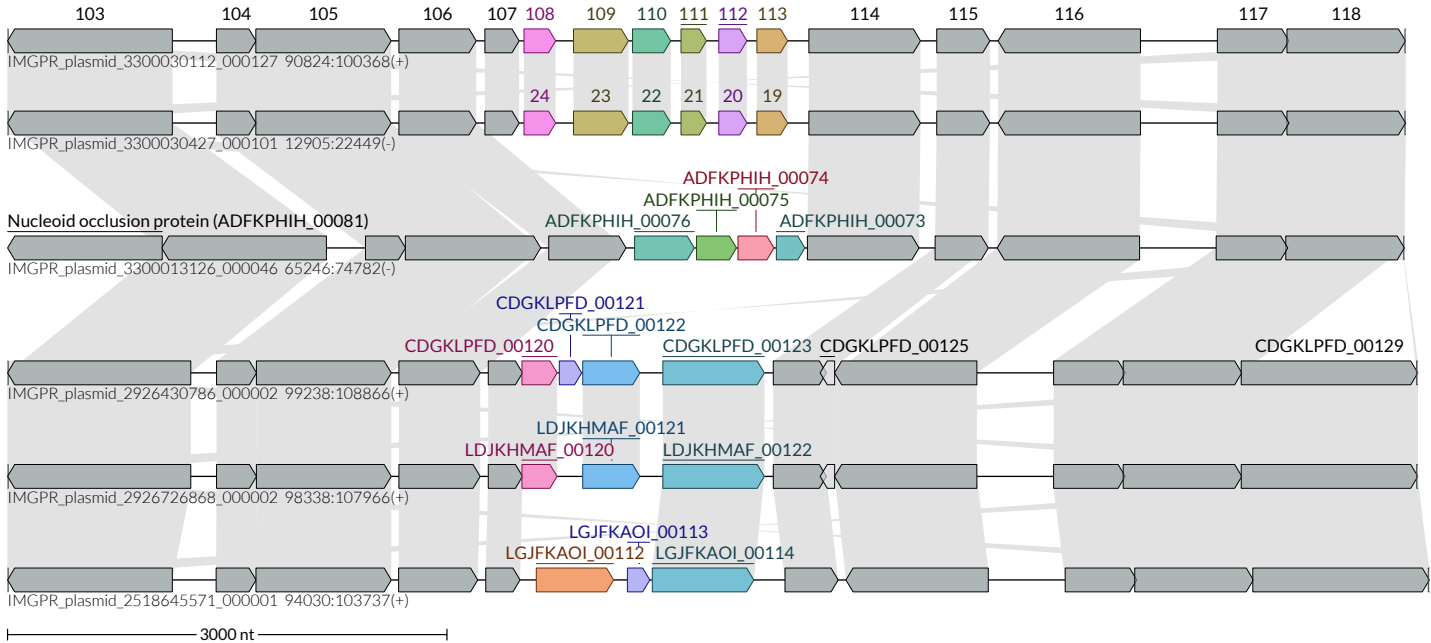 103 104 105 106 107 108 109 110 111 112 113 114 115 116 117 118
IMGPR_plasmid_3300030112_000127 90824:100368(+)
24 23 22 21 20 19
IMGPR_plasmid_3300030427_000101 12905:22449(-)
ADFKPHIH_00074
ADFKPHIH_00075
Nucleoid occlusion protein (ADFKPHIH_00081) ADFKPHIH_00076 ADFKPHIH_00073
IMGPR_plasmid_3300013126_000046 65246:74782(-)
CDGKLPFD_00121
CDGKLPFD_00122
CDGKLPFD_00120 CDGKLPFD_00123 CDGKLPFD_00125 CDGKLPFD_00129
IMGPR_plasmid_2926430786_000002 99238:108866(+)
LDJKHMAF_00121
LDJKHMAF_00120 LDJKHMAF_00122
IMGPR_plasmid_2926726868_000002 98338:107966(+)
LGJFKAOI_00113
LGJFKAOI_00112 LGJFKAOI_00114
IMGPR_plasmid_2518645571_000001 94030:103737(+)
3000 nt